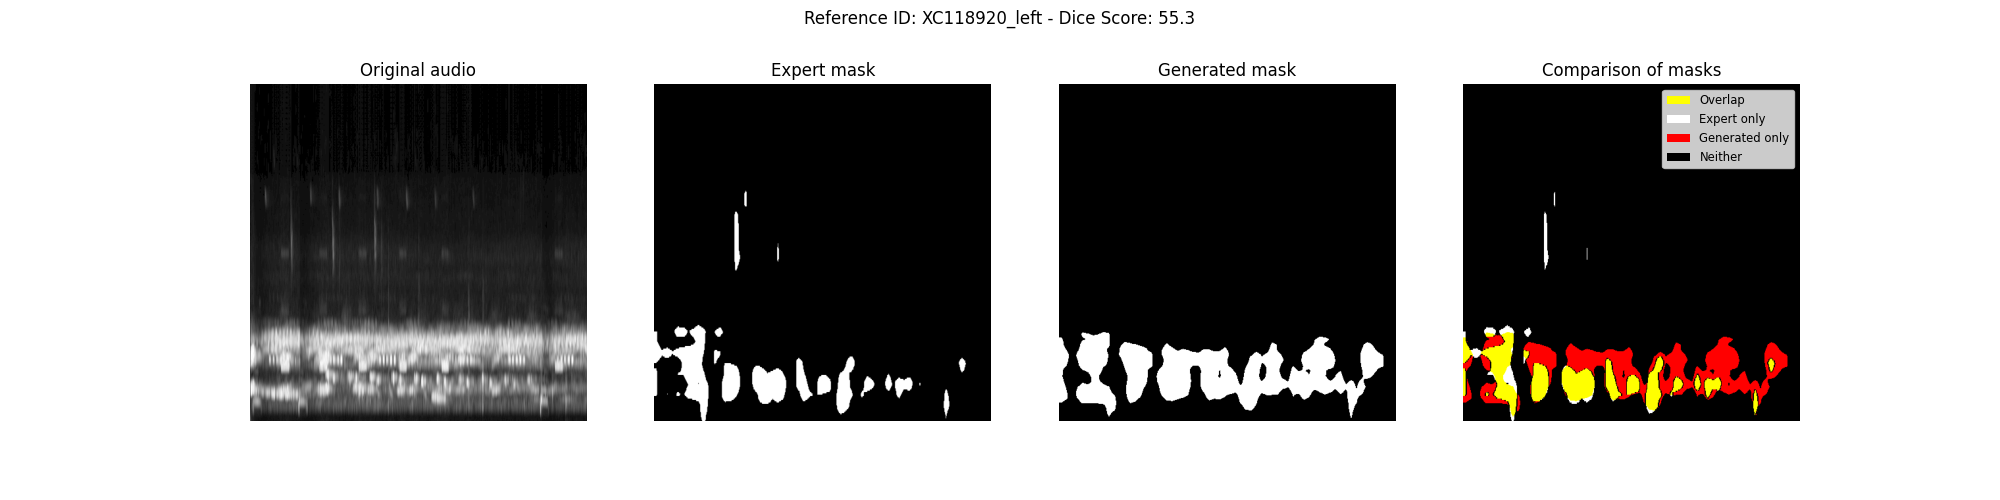 Reference ID: XC118920_left - Dice Score: 55.3
Original audio
Expert mask
Generated mask
Comparison of masks
Overlap
Expert only
Generated only
Neither